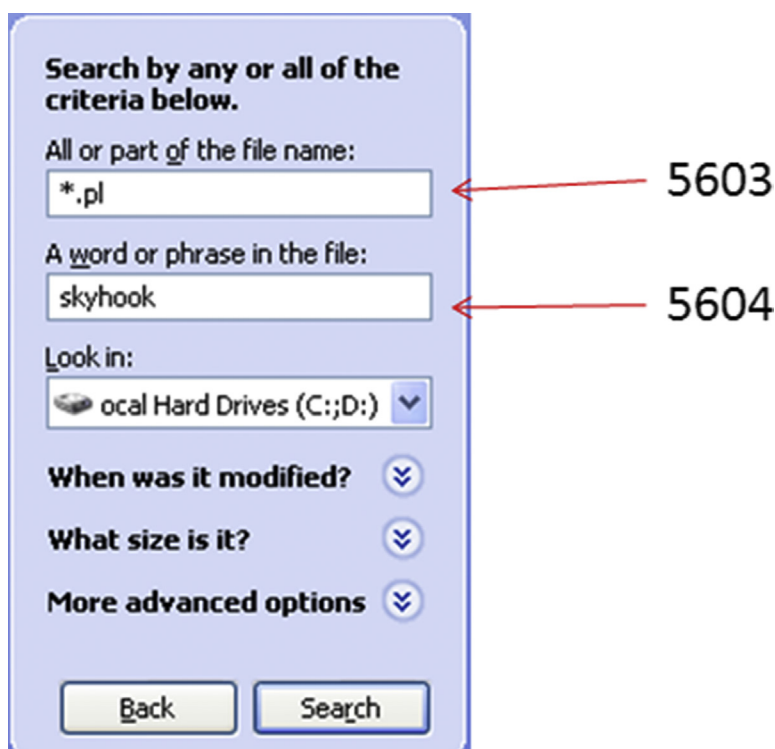 Search by any or all of the
criteria below.
All or part of the file name:
*.pl
5603
A word or phrase in the file:
skyhook
5604
Look in:
ocal Hard Drives (C:;D:)
When was it modified?
What size is it?
More advanced options
Back
Search